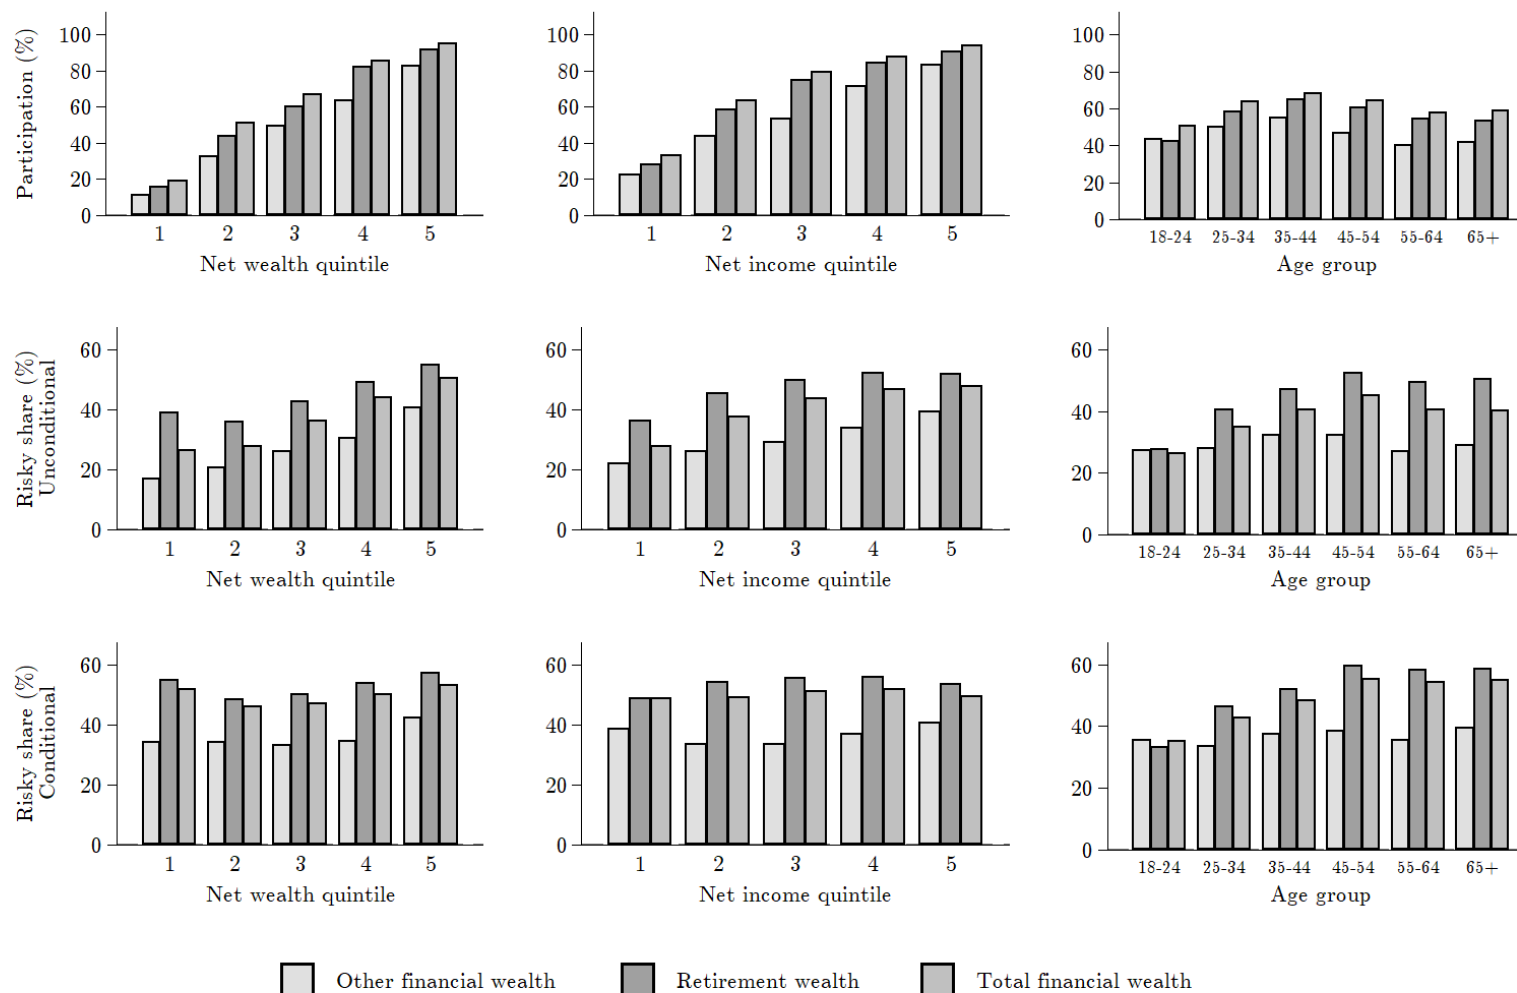 Participation (%)
100
80
60
40
20
0
1 2 3 4 5
Net wealth quintile
100
80
60
40
20
0
1 2 3 4 5
Net income quintile
100
80
60
40
20
0
18-24 25-34 35-44 45-54 55-64 65+
Age group
Risky share (%)
Unconditional
60
40
20
0
1 2 3 4 5
Net wealth quintile
60
40
20
0
1 2 3 4 5
Net income quintile
60
40
20
0
18-24 25-34 35-44 45-54 55-64 65+
Age group
Risky share (%)
Conditional
60
40
20
0
1 2 3 4 5
Net wealth quintile
60
40
20
0
1 2 3 4 5
Net income quintile
60
40
20
0
18-24 25-34 35-44 45-54 55-64 65+
Age group
Other financial wealth Retirement wealth Total financial wealth